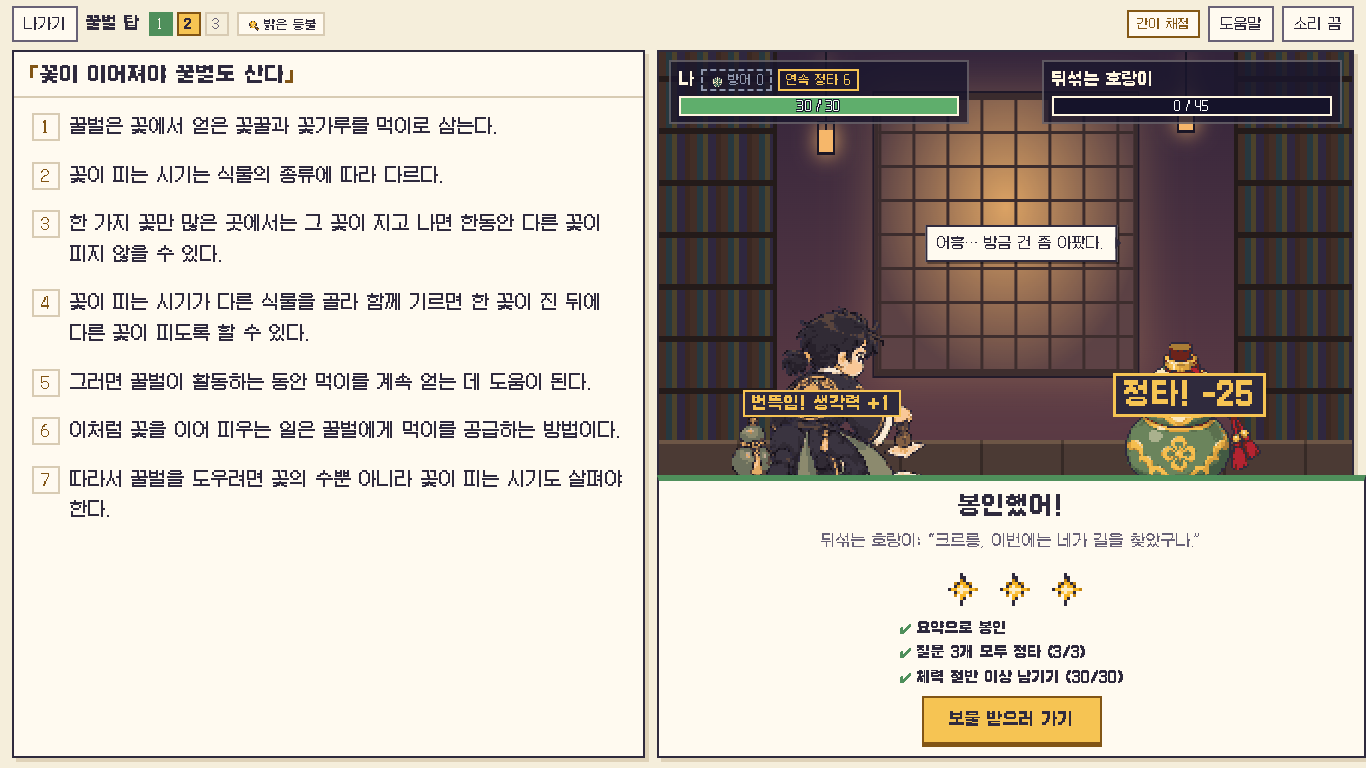 나가기 꿀벌 탑 1 2 3 밝은 등불 간이 채점 도움말 소리 끔
『꽃이 이어져야 꿀벌도 산다』
1 꿀벌은 꽃에서 얻은 꽃꿀과 꽃가루를 먹이로 삼는다.
2 꽃이 피는 시기는 식물의 종류에 따라 다르다.
3 한 가지 꽃만 많은 곳에서는 그 꽃이 지고 나면 한동안 다른 꽃이
피지 않을 수 있다.
4 꽃이 피는 시기가 다른 식물을 골라 함께 기르면 한 꽃이 진 뒤에
다른 꽃이 피도록 할 수 있다.
5 그러면 꿀벌이 활동하는 동안 먹이를 계속 얻는 데 도움이 된다.
6 이처럼 꽃을 이어 피우는 일은 꿀벌에게 먹이를 공급하는 방법이다.
7 따라서 꿀벌을 도우려면 꽃의 수뿐 아니라 꽃이 피는 시기도 살펴야
한다.
나 방어 0 연속 정타 6
30 / 30
뒤섞는 호랑이
0 / 45
어흥… 방금 건 좀 아팠다.
번뜩임! 생각력 +1
정타! -25
봉인했어!
뒤섞는 호랑이: “크르릉, 이번에는 네가 길을 찾았구나.”
✔ 요약으로 봉인
✔ 질문 3개 모두 정타 (3/3)
✔ 체력 절반 이상 남기기 (30/30)
보물 받으러 가기